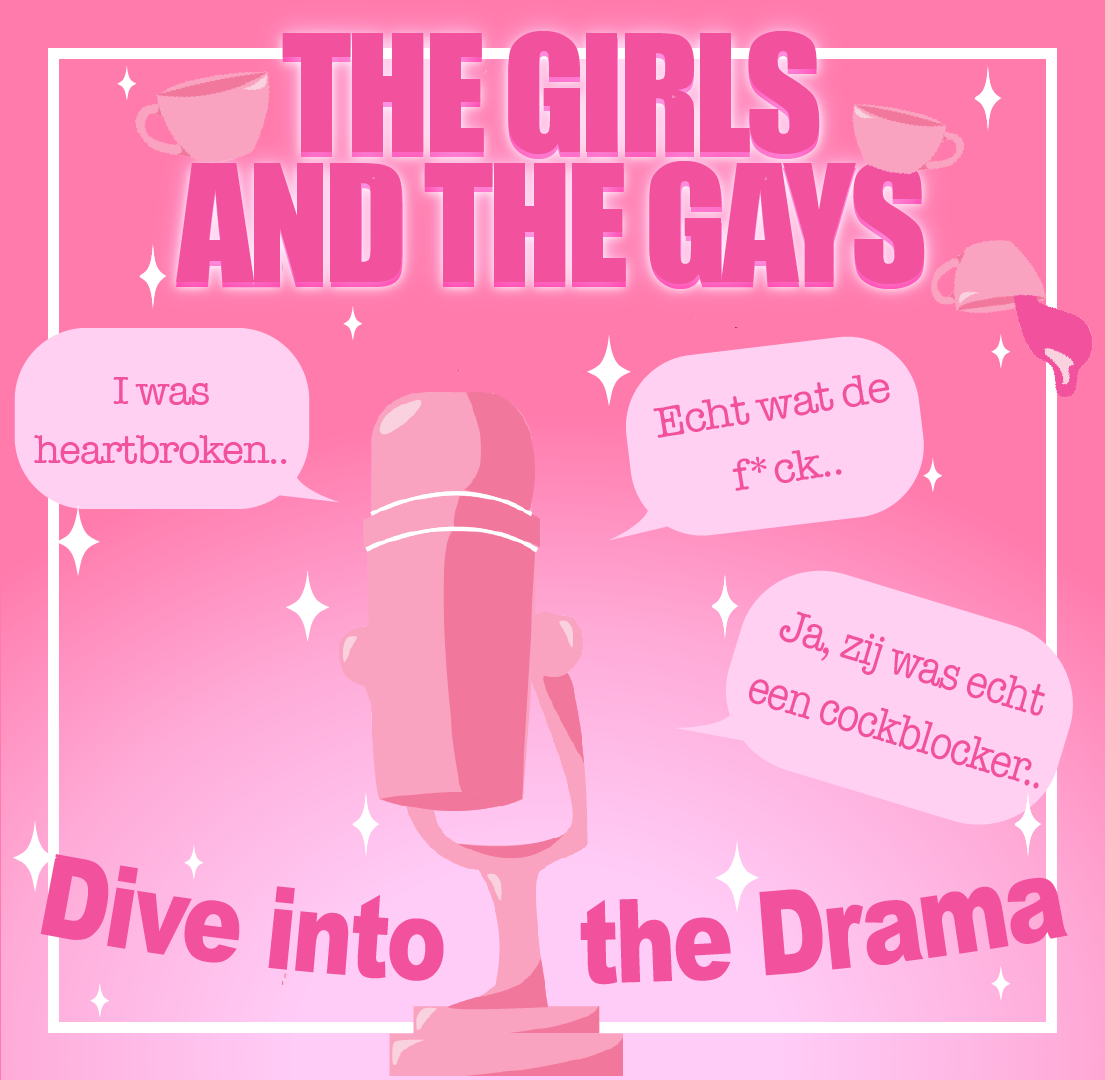 THE GIRLS
AND THE GAYS
I was
heartbroken..
Echt wat de
f*ck..
Ja, zij was echt
een cockblocker..
Dive into the Drama